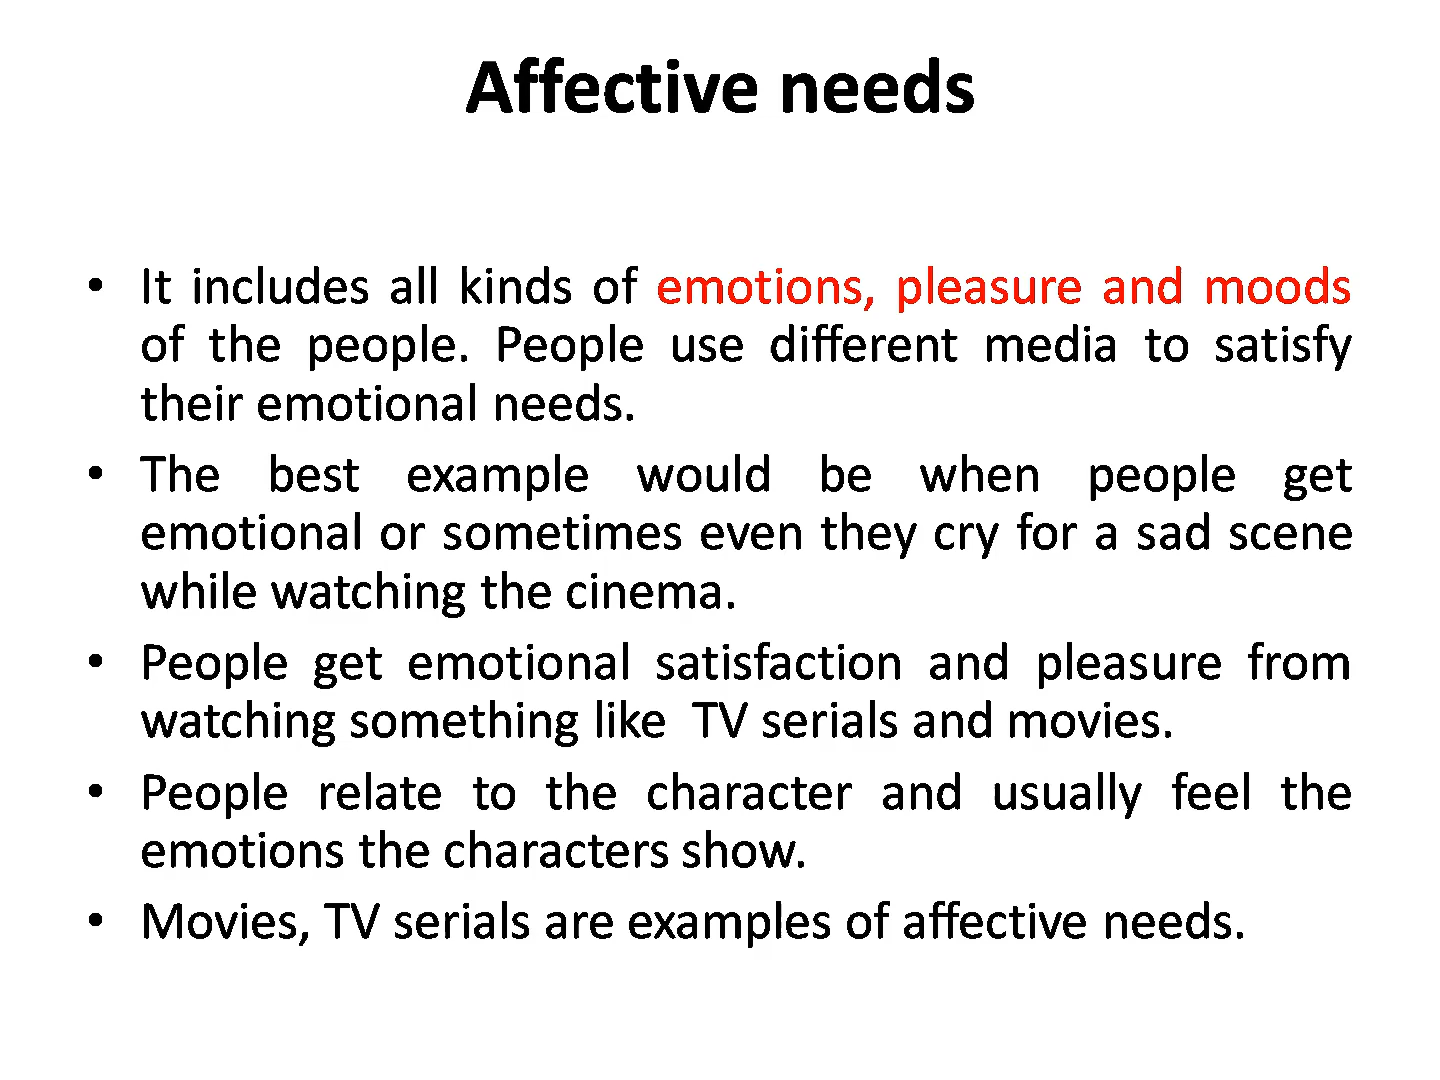 Affective needs
• It includes all kinds of emotions, pleasure and moods
of the people. People use different media to satisfy
their emotional needs.
• The best example would be when people get
emotional or sometimes even they cry for a sad scene
while watching the cinema.
• People get emotional satisfaction and pleasure from
watching something like  TV serials and movies.
• People relate to the character and usually feel the
emotions the characters show.
• Movies, TV serials are examples of affective needs.